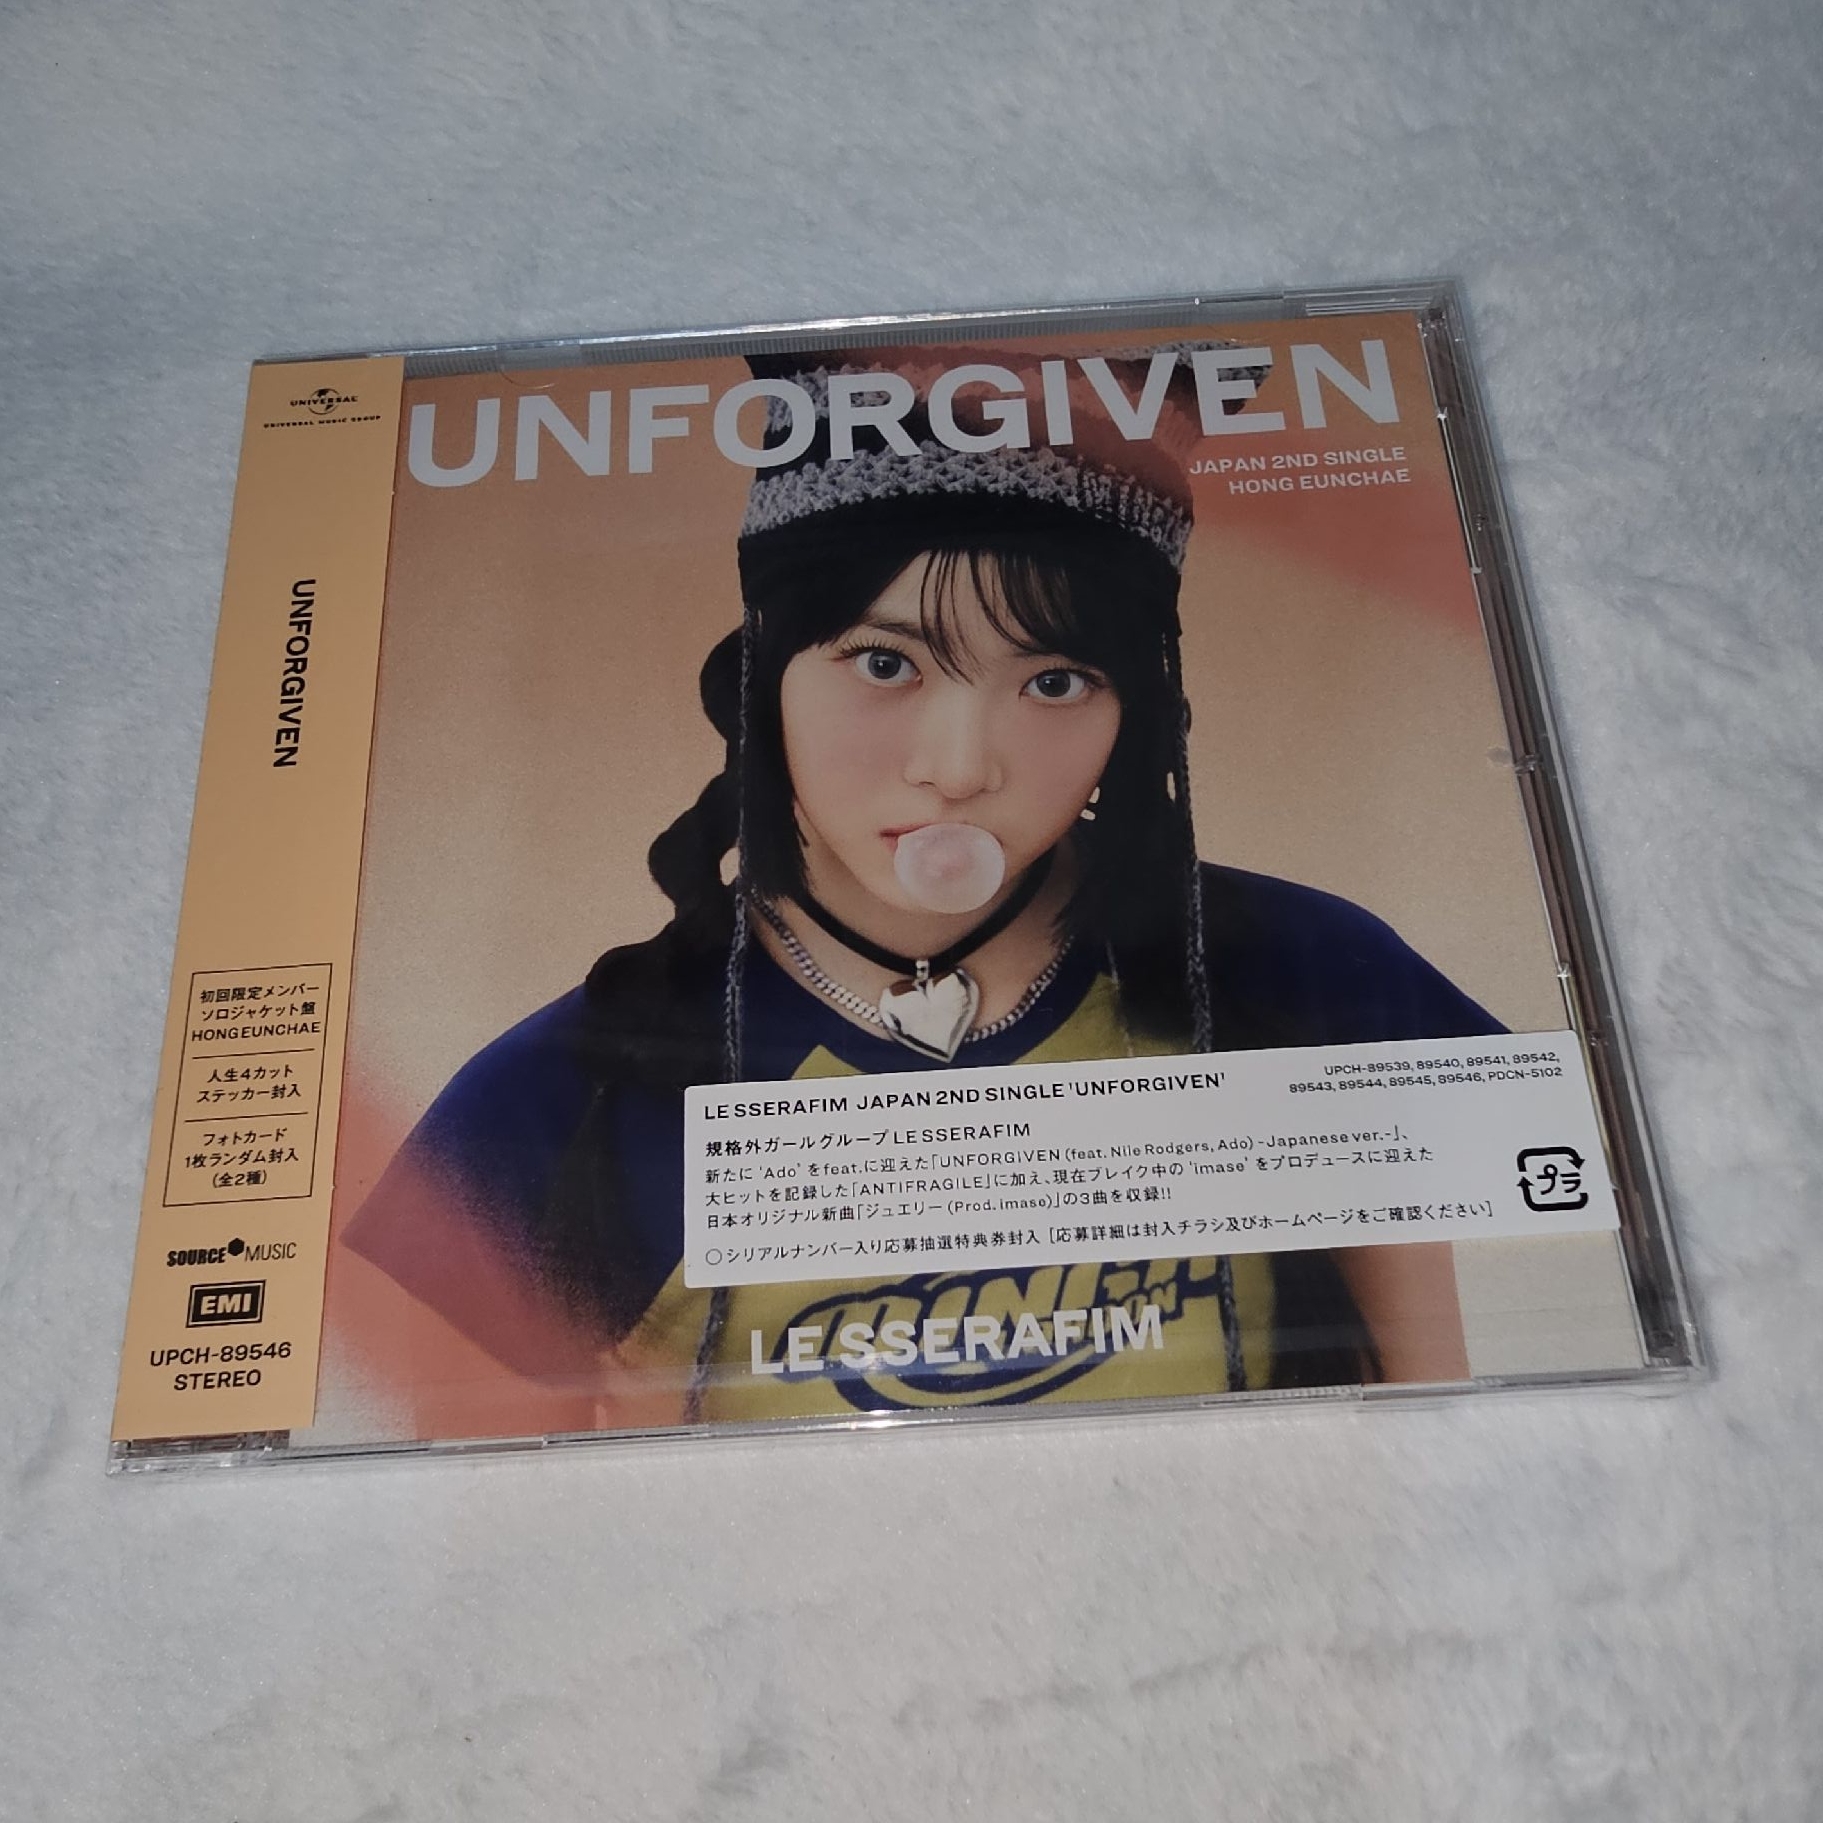 UNIVERSAL
UNIVERSAL MUSIC GROUP
UNFORGIVEN
初回限定メンバー
ソロジャケット盤
HONG EUNCHAE
人生4カット
ステッカー封入
フォトカード
1枚ランダム封入
(全2種)
SOURCE MUSIC
EMI
UPCH-89546
STEREO
UNFORGIVEN
JAPAN 2ND SINGLE
HONG EUNCHAE
LE SSERAFIM JAPAN 2ND SINGLE 'UNFORGIVEN'
UPCH-89539, 89540, 89541, 89542,
89543, 89544, 89545, 89546, PDCN-5102
規格外ガールグループ LE SSERAFIM
新たに 'Ado' をfeat.に迎えた「UNFORGIVEN (feat. Nile Rodgers, Ado) -Japanese ver.-」、
大ヒットを記録した「ANTIFRAGILE」に加え、現在ブレイク中の 'imase' をプロデュースに迎えた
日本オリジナル新曲「ジュエリー (Prod. imase)」の3曲を収録!!
○シリアルナンバー入り応募抽選特典券封入 [応募詳細は封入チラシ及びホームページをご確認ください]
プラ
LE SSERAFIM